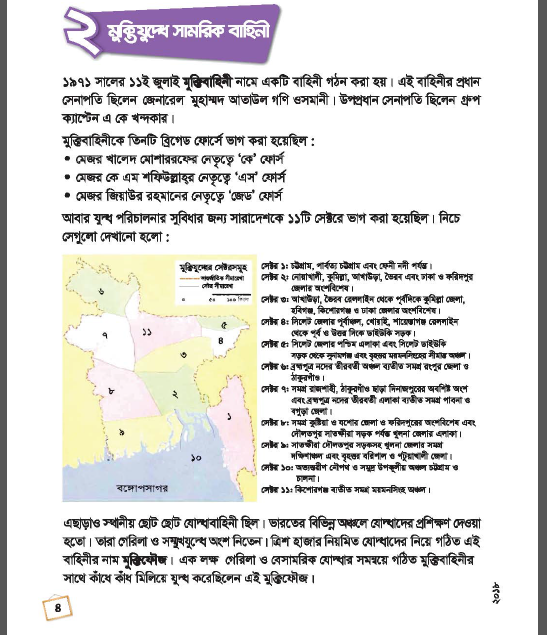 ২ মুক্তিযুদ্ধে সামরিক বাহিনী
১৯৭১ সালের ১১ই জুলাই মুক্তিবাহিনী নামে একটি বাহিনী গঠন করা হয়। এই বাহিনীর প্রধান
সেনাপতি ছিলেন জেনারেল মুহাম্মদ আতাউল গণি ওসমানী। উপপ্রধান সেনাপতি ছিলেন গ্রুপ
ক্যাপ্টেন এ কে খন্দকার।
মুক্তিবাহিনীকে তিনটি ব্রিগেড ফোর্সে ভাগ করা হয়েছিল :
• মেজর খালেদ মোশাররফের নেতৃত্বে ‘কে’ ফোর্স
• মেজর কে এম শফিউল্লাহ্‌র নেতৃত্বে ‘এস’ ফোর্স
• মেজর জিয়াউর রহমানের নেতৃত্বে ‘জেড’ ফোর্স
আবার যুদ্ধ পরিচালনার সুবিধার জন্য সারাদেশকে ১১টি সেক্টরে ভাগ করা হয়েছিল। নিচে
সেগুলো দেখানো হলো :
মুক্তিযুদ্ধের সেক্টরসমূহ
আন্তর্জাতিক সীমারেখা
সেক্টর সীমারেখা
৬
৫
৪
৭
১১
৩
৮
২
৯
১
১০
বঙ্গোপসাগর
সেক্টর ১: চট্টগ্রাম, পার্বত্য চট্টগ্রাম এবং ফেনী নদী পর্যন্ত।
সেক্টর ২: নোয়াখালী, কুমিল্লা, আখাউড়া, ভৈরব এবং ঢাকা ও ফরিদপুর
জেলার অংশবিশেষ।
সেক্টর ৩: আখাউড়া, ভৈরব রেললাইন থেকে পূর্বদিকে কুমিল্লা জেলা,
হবিগঞ্জ, কিশোরগঞ্জ ও ঢাকা জেলার অংশবিশেষ।
সেক্টর ৪: সিলেট জেলার পূর্বাঞ্চল, খোয়াই, শায়েস্তাগঞ্জ রেললাইন
থেকে পূর্ব ও উত্তর দিকে ডাউকি সড়ক।
সেক্টর ৫: সিলেট জেলার পশ্চিম এলাকা এবং সিলেট ডাইউকি
সড়ক থেকে সুনামগঞ্জ এবং বৃহত্তর ময়মনসিংহের সীমান্ত অঞ্চল।
সেক্টর ৬: ব্রহ্মপুত্র নদের তীরবর্তী অঞ্চল ব্যতীত সমগ্র রংপুর জেলা ও
ঠাকুরগাঁও।
সেক্টর ৭: সমগ্র রাজশাহী, ঠাকুরগাঁও ছাড়া দিনাজপুরের অবশিষ্ট অংশ
এবং ব্রহ্মপুত্র নদের তীরবর্তী এলাকা ব্যতীত সমগ্র পাবনা ও
বগুড়া জেলা।
সেক্টর ৮: সমগ্র কুষ্টিয়া ও যশোর জেলা ও ফরিদপুরের অংশবিশেষ এবং
দৌলতপুর সাতক্ষীরা সড়ক পর্যন্ত খুলনা জেলার এলাকা।
সেক্টর ৯: সাতক্ষীরা দৌলতপুর সড়কসহ খুলনা জেলার সমগ্র
দক্ষিণাঞ্চল এবং বৃহত্তর বরিশাল ও পটুয়াখালী জেলা।
সেক্টর ১০: অভ্যন্তরীণ নৌপথ ও সমুদ্র উপকূলীয় অঞ্চল চট্টগ্রাম ও
চালনা।
সেক্টর ১১: কিশোরগঞ্জ ব্যতীত সমগ্র ময়মনসিংহ অঞ্চল।
এছাড়াও স্থানীয় ছোট ছোট যোদ্ধাবাহিনী ছিল। ভারতের বিভিন্ন অঞ্চলে যোদ্ধাদের প্রশিক্ষণ দেওয়া
হতো। তারা গেরিলা ও সম্মুখযুদ্ধে অংশ নিতেন। ত্রিশ হাজার নিয়মিত যোদ্ধাদের নিয়ে গঠিত এই
বাহিনীর নাম মুক্তিফৌজ। এক লক্ষ গেরিলা ও বেসামরিক যোদ্ধার সমন্বয়ে গঠিত মুক্তিবাহিনীর
সাথে কাঁধে কাঁধ মিলিয়ে যুদ্ধ করেছিলেন এই মুক্তিফৌজ।
৪
২০১৮